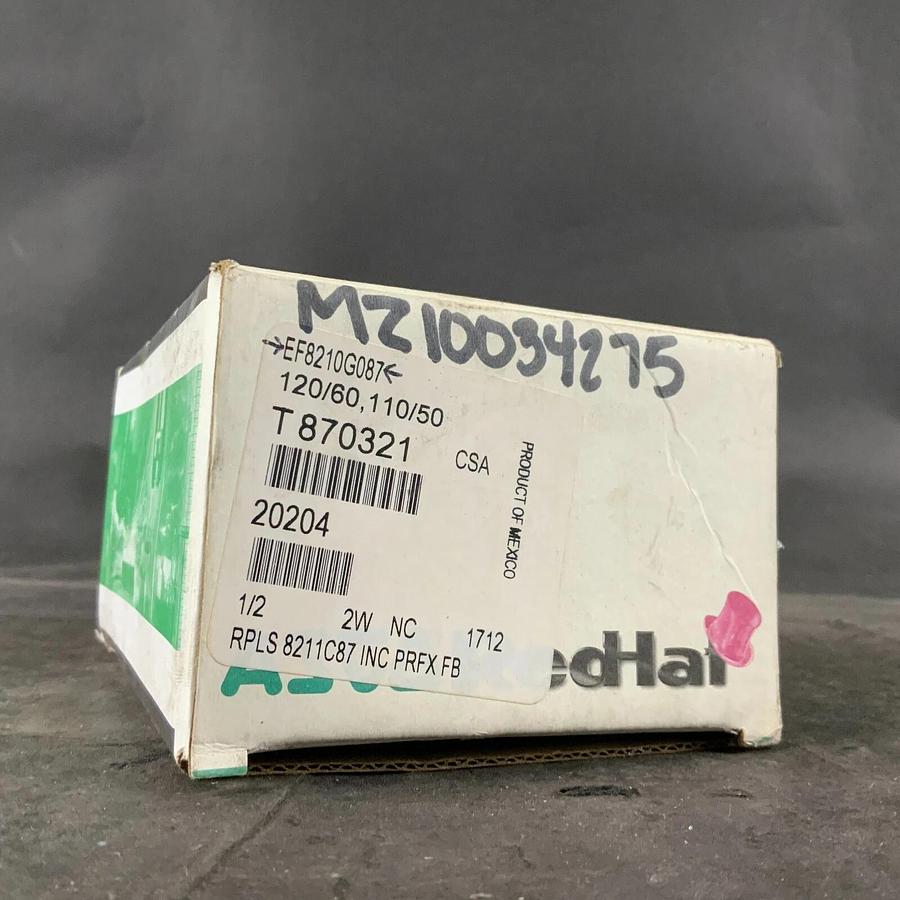 MZ10034275
→EF8210G087←
120/60,110/50
T 870321
CSA
PRODUCT OF MEXICO
20204
1/2 2W NC 1712
RPLS 8211C87 INC PRFX FB
edHat